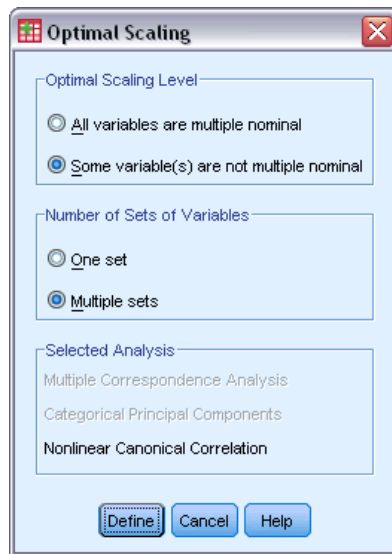 Optimal Scaling
Optimal Scaling Level
All variables are multiple nominal
Some variable(s) are not multiple nominal
Number of Sets of Variables
One set
Multiple sets
Selected Analysis
Multiple Correspondence Analysis
Categorical Principal Components
Nonlinear Canonical Correlation
Define Cancel Help